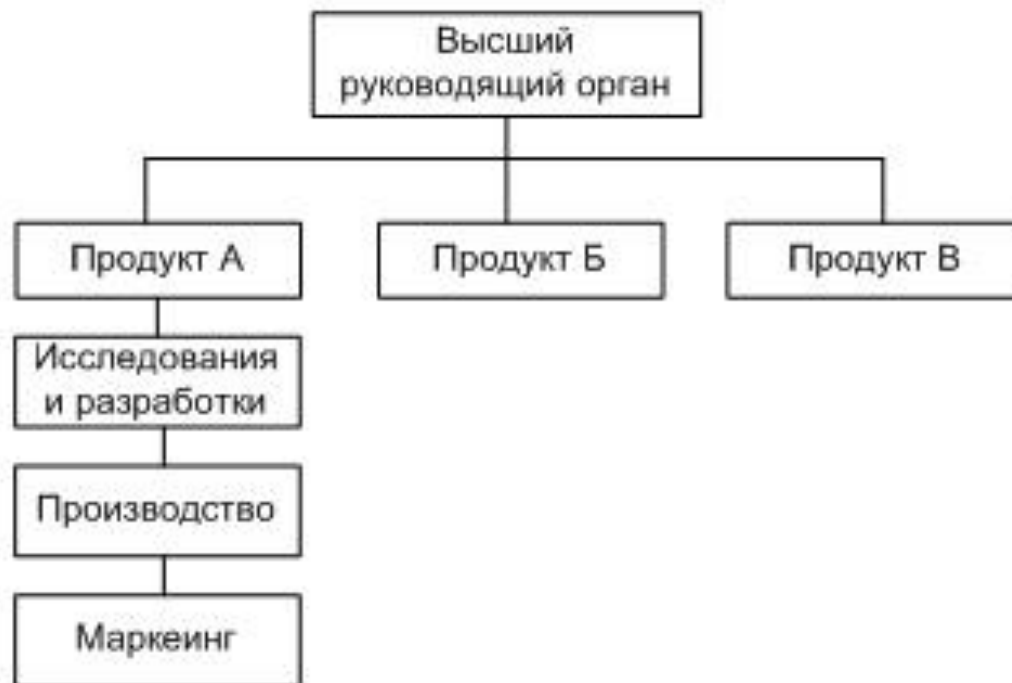 Высший
руководящий орган
Продукт А
Продукт Б
Продукт В
Исследования
и разработки
Производство
Маркеинг